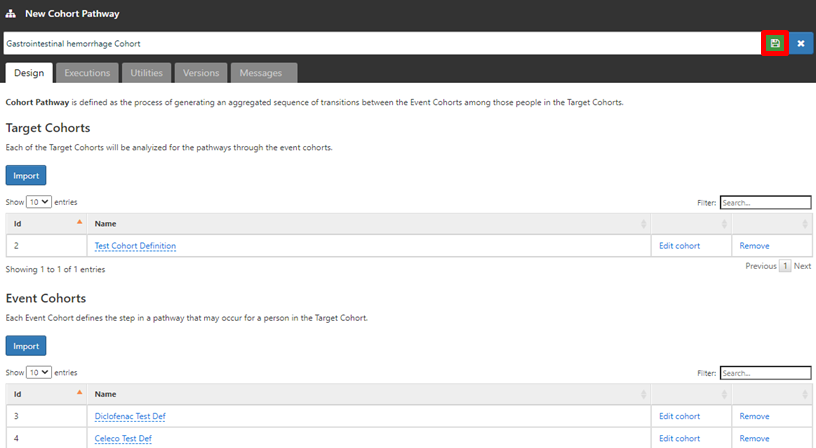 New Cohort Pathway
Gastrointestinal hemorrhage Cohort
Design Executions Utilities Versions Messages
Cohort Pathway is defined as the process of generating an aggregated sequence of transitions between the Event Cohorts among those people in the Target Cohorts.
Target Cohorts
Each of the Target Cohorts will be analyized for the pathways through the event cohorts.
Import
Show 10 entries Filter: Search...
Id Name
2 Test Cohort Definition Edit cohort Remove
Showing 1 to 1 of 1 entries Previous 1 Next
Event Cohorts
Each Event Cohort defines the step in a pathway that may occur for a person in the Target Cohort.
Import
Show 10 entries Filter: Search...
Id Name
3 Diclofenac Test Def Edit cohort Remove
4 Celeco Test Def Edit cohort Remove